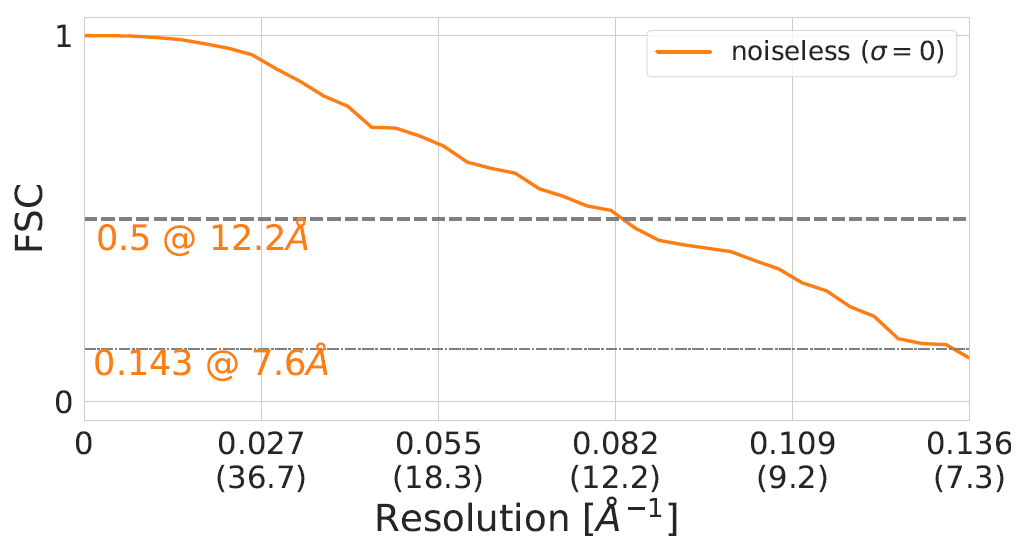 noiseless (σ = 0)
1
FSC
0.5 @ 12.2Å
0.143 @ 7.6Å
0
0 0.027 0.055 0.082 0.109 0.136
(36.7) (18.3) (12.2) (9.2) (7.3)
Resolution [Å⁻¹]